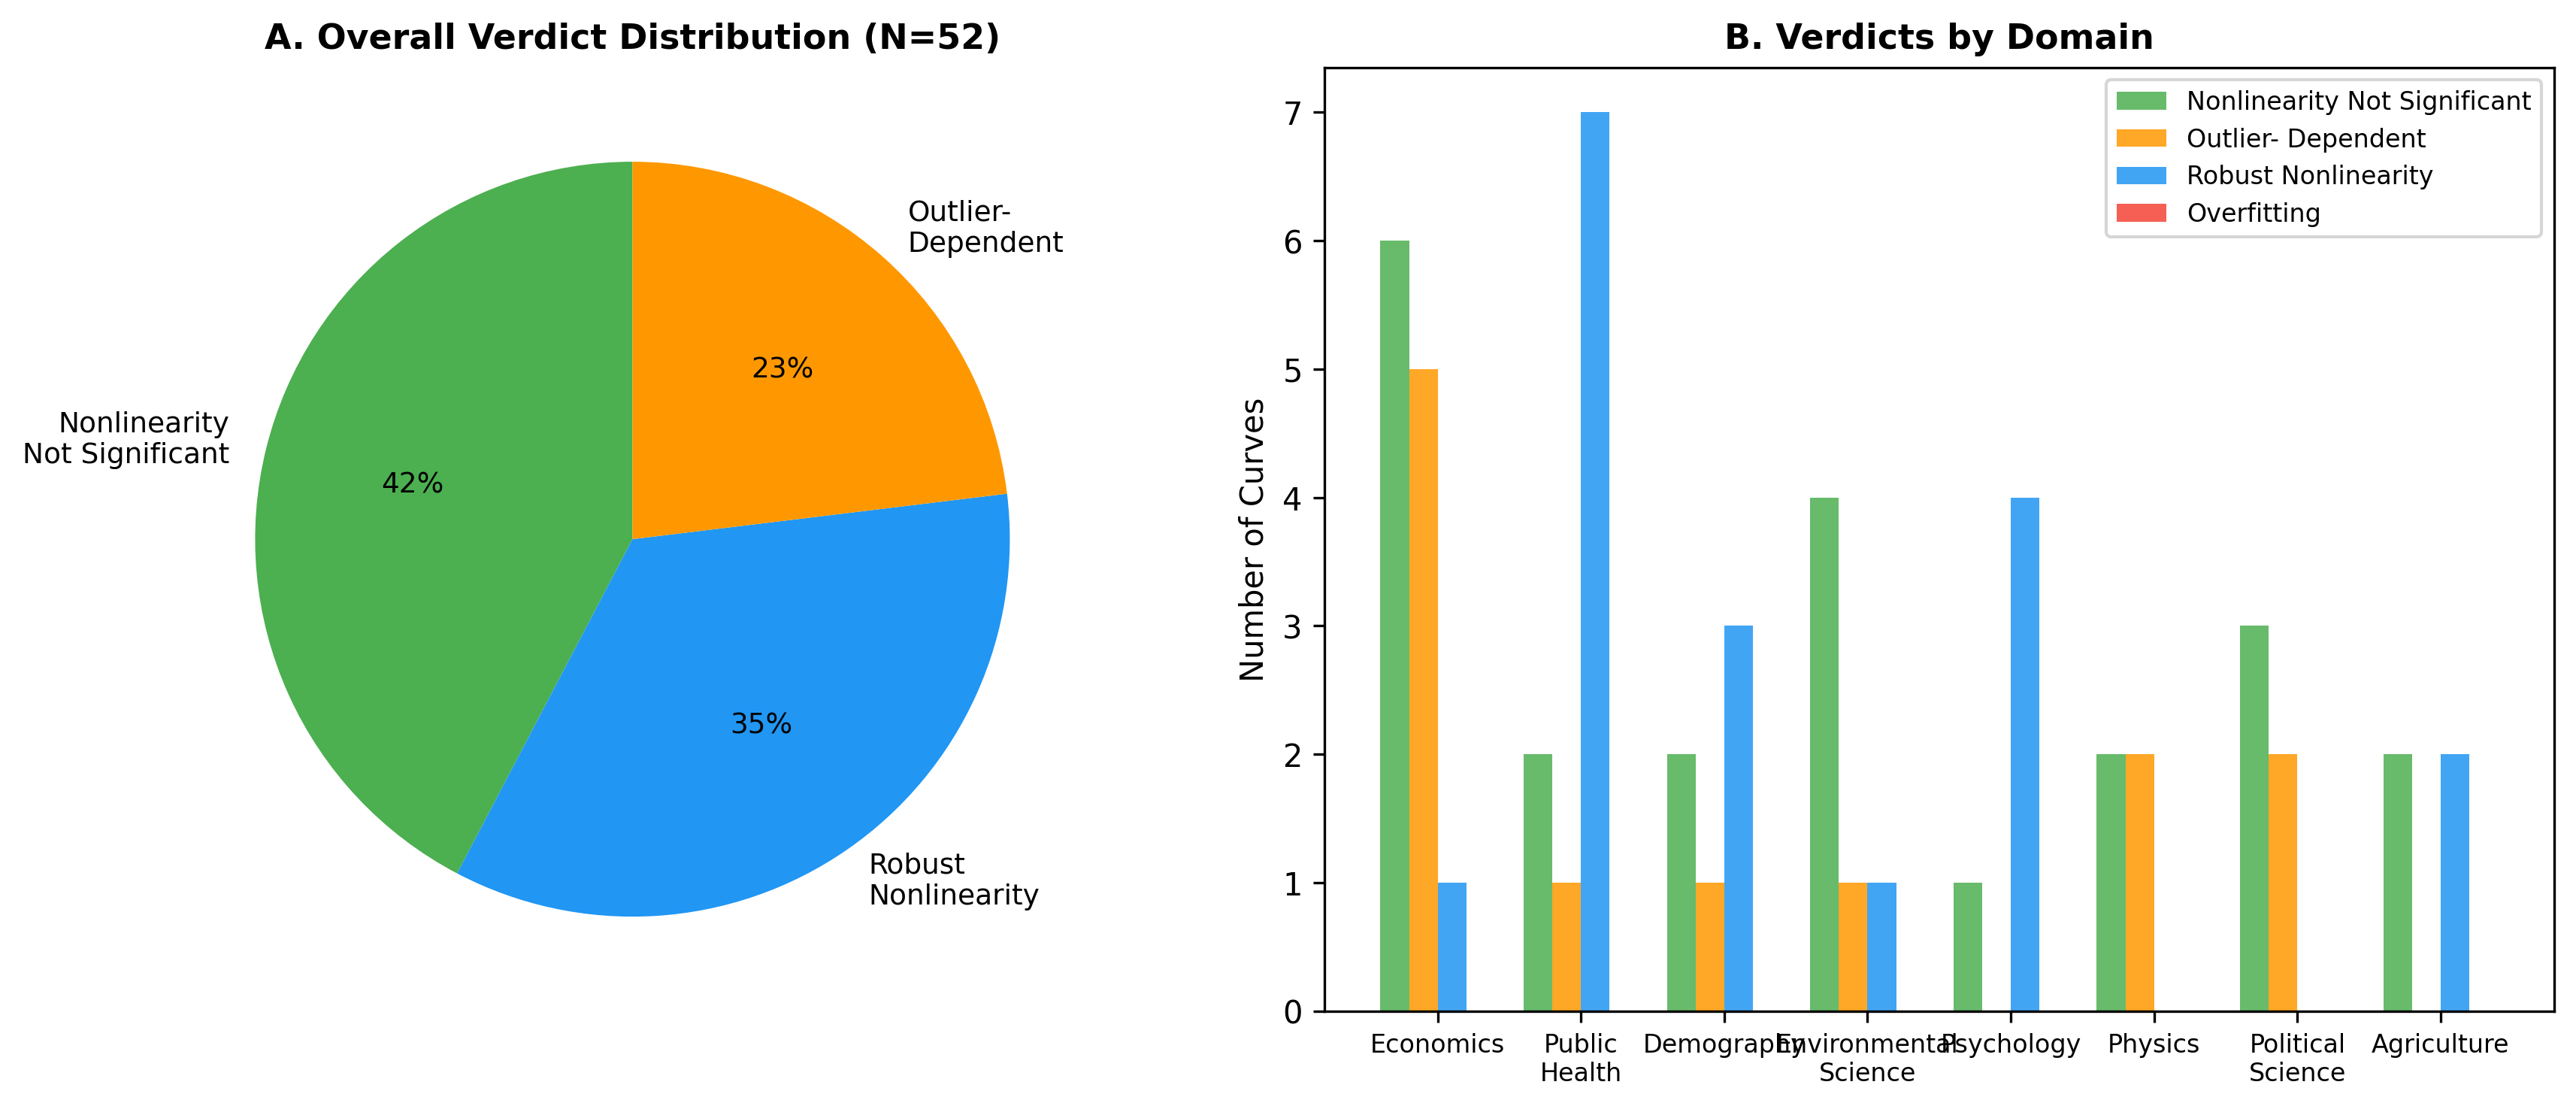 A. Overall Verdict Distribution (N=52)
Outlier-
Dependent
23%
Nonlinearity
Not Significant
42%
35%
Robust
Nonlinearity
B. Verdicts by Domain
Nonlinearity Not Significant
Outlier- Dependent
Robust Nonlinearity
Overfitting
Number of Curves
7
6
5
4
3
2
1
0
Economics
Public
Health
Demography
Environmental
Science
Psychology
Physics
Political
Science
Agriculture